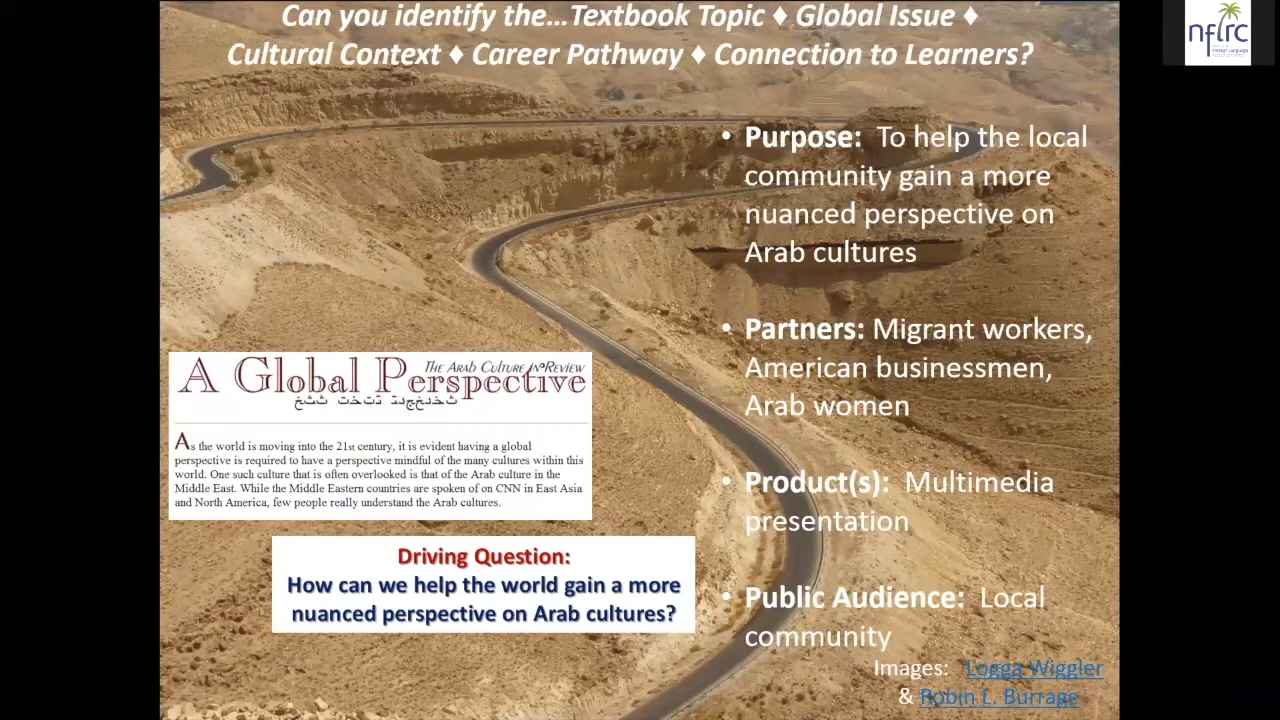 Can you identify the...Textbook Topic ♦ Global Issue ♦
Cultural Context ♦ Career Pathway ♦ Connection to Learners?
nflrc
• Purpose: To help the local
community gain a more
nuanced perspective on
Arab cultures
• Partners: Migrant workers,
American businessmen,
Arab women
• Product(s): Multimedia
presentation
• Public Audience: Local
community
The Arab Culture in Review
A Global Perspective
As the world is moving into the 21st century, it is evident having a global
perspective is required to have a perspective mindful of the many cultures within this
world. One such culture that is often overlooked is that of the Arab culture in the
Middle East. While the Middle Eastern countries are spoken of on CNN in East Asia
and North America, few people really understand the Arab cultures.
Driving Question:
How can we help the world gain a more
nuanced perspective on Arab cultures?
Images: Logga Wiggler
& Robin L. Burrage